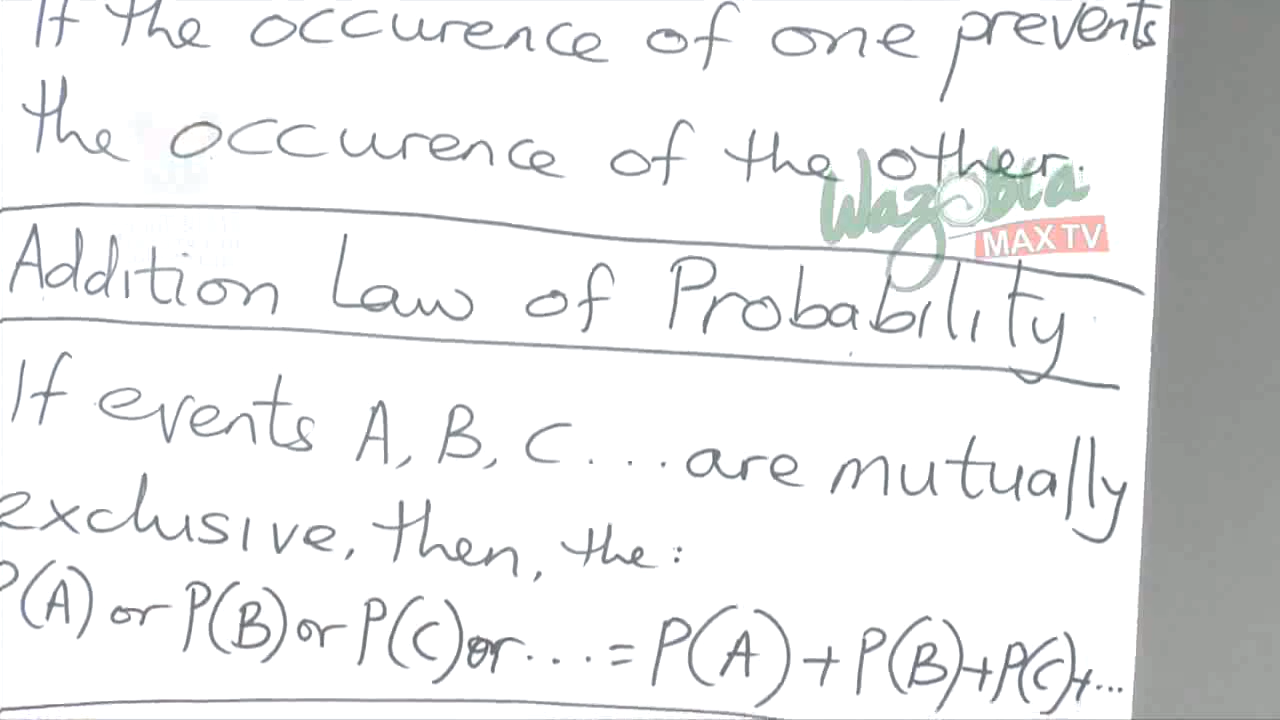 If the occurence of one prevents
the occurence of the other.
Wazobia
MAX TV
Addition Law of Probability
If events A, B, C... are mutually
exclusive, then, the:
P(A) or P(B) or P(C) or .... = P(A) + P(B) + P(C) + ...